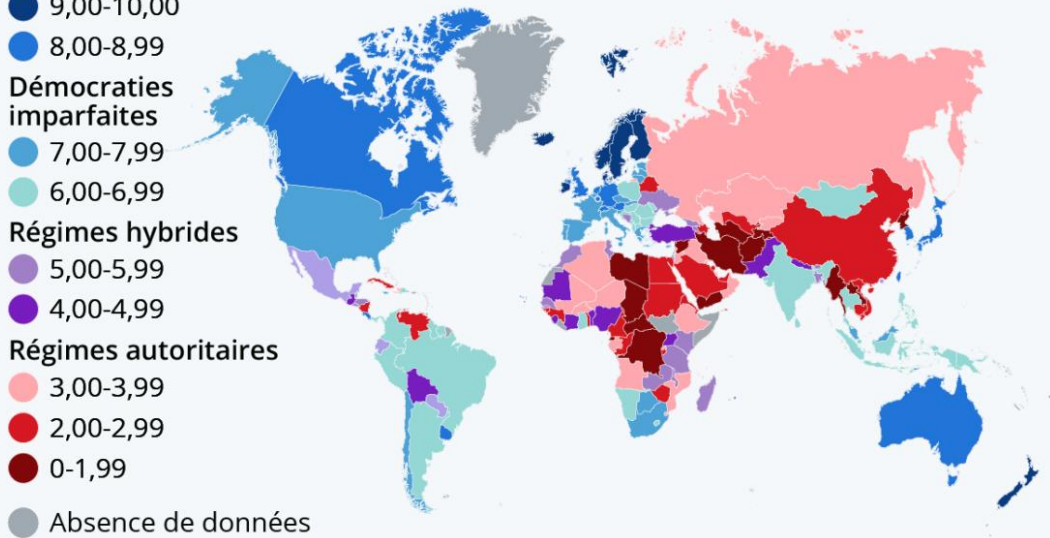 9,00-10,00
8,00-8,99
Démocraties
imparfaites
7,00-7,99
6,00-6,99
Régimes hybrides
5,00-5,99
4,00-4,99
Régimes autoritaires
3,00-3,99
2,00-2,99
0-1,99
Absence de données